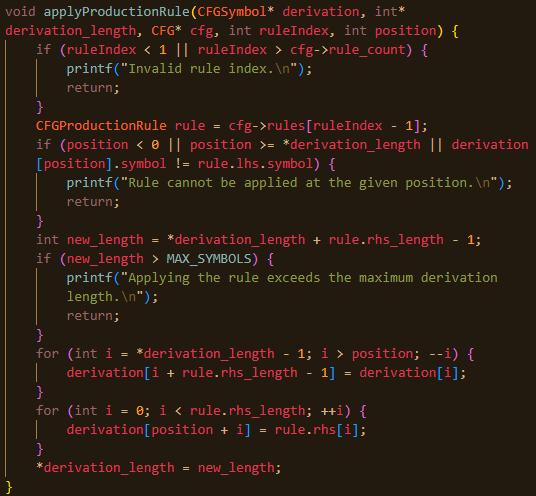 void applyProductionRule(CFGSymbol* derivation, int*
derivation_length, CFG* cfg, int ruleIndex, int position) {
    if (ruleIndex < 1 || ruleIndex > cfg->rule_count) {
        printf("Invalid rule index.\n");
        return;
    }
    CFGProductionRule rule = cfg->rules[ruleIndex - 1];
    if (position < 0 || position >= *derivation_length || derivation
    [position].symbol != rule.lhs.symbol) {
        printf("Rule cannot be applied at the given position.\n");
        return;
    }
    int new_length = *derivation_length + rule.rhs_length - 1;
    if (new_length > MAX_SYMBOLS) {
        printf("Applying the rule exceeds the maximum derivation
        length.\n");
        return;
    }
    for (int i = *derivation_length - 1; i > position; --i) {
        derivation[i + rule.rhs_length - 1] = derivation[i];
    }
    for (int i = 0; i < rule.rhs_length; ++i) {
        derivation[position + i] = rule.rhs[i];
    }
    *derivation_length = new_length;
}